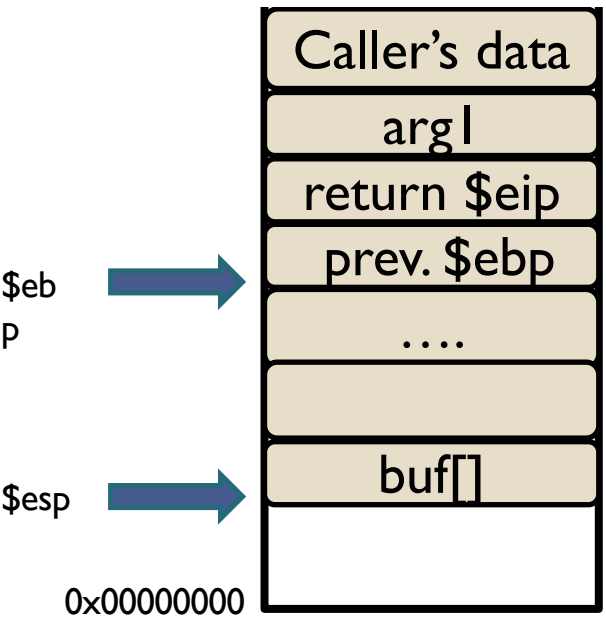 Caller’s data
arg1
return $eip
prev. $ebp
$eb
p
....
buf[]
$esp
0x00000000